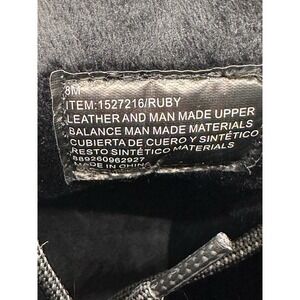 8M
ITEM:1527216/RUBY
LEATHER AND MAN MADE UPPER
BALANCE MAN MADE MATERIALS
CUBIERTA DE CUERO Y SINTÉTICO
RESTO SINTÉTICO MATERIALS
889260962927
MADE IN CHINA